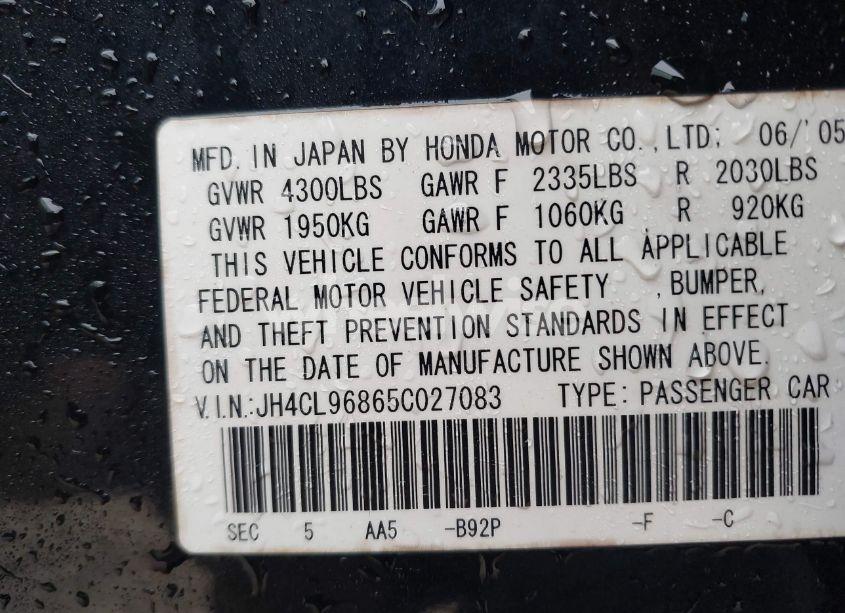 MFD. IN JAPAN BY HONDA MOTOR CO., LTD; 06/'05
GVWR 4300LBS GAWR F 2335LBS R 2030LBS
GVWR 1950KG GAWR F 1060KG R 920KG
THIS VEHICLE CONFORMS TO ALL APPLICABLE
FEDERAL MOTOR VEHICLE SAFETY , BUMPER,
AND THEFT PREVENTION STANDARDS IN EFFECT
ON THE DATE OF MANUFACTURE SHOWN ABOVE.
V.I.N.:JH4CL96865C027083 TYPE: PASSENGER CAR
SEC 5 AA5 -B92P -F -C